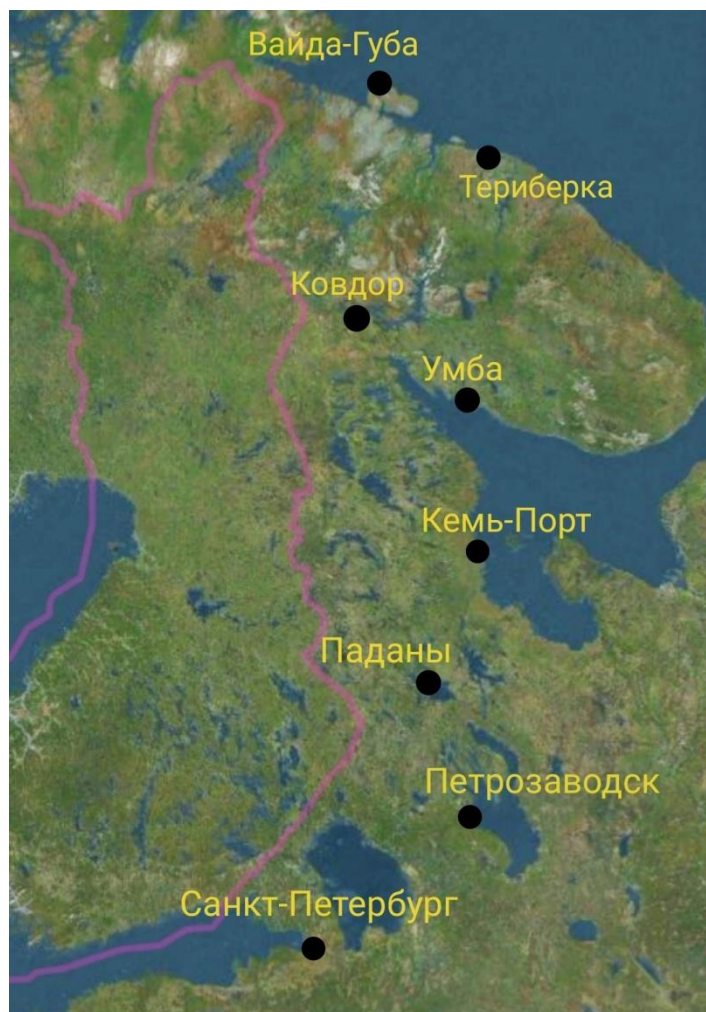 Вайда-Губа
Териберка
Ковдор
Умба
Кемь-Порт
Паданы
Петрозаводск
Санкт-Петербург